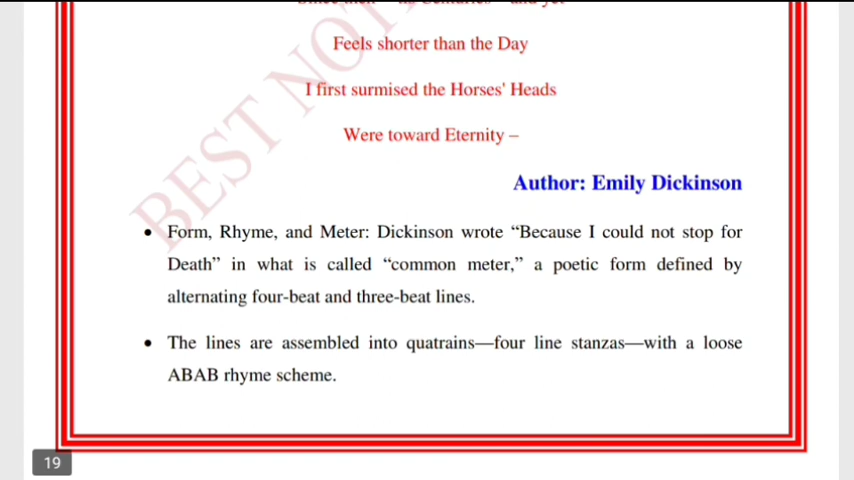 Feels shorter than the Day
I first surmised the Horses' Heads
Were toward Eternity –
Author: Emily Dickinson
• Form, Rhyme, and Meter: Dickinson wrote “Because I could not stop for
Death” in what is called “common meter,” a poetic form defined by
alternating four-beat and three-beat lines.
• The lines are assembled into quatrains—four line stanzas—with a loose
ABAB rhyme scheme.
19
BEST NOT